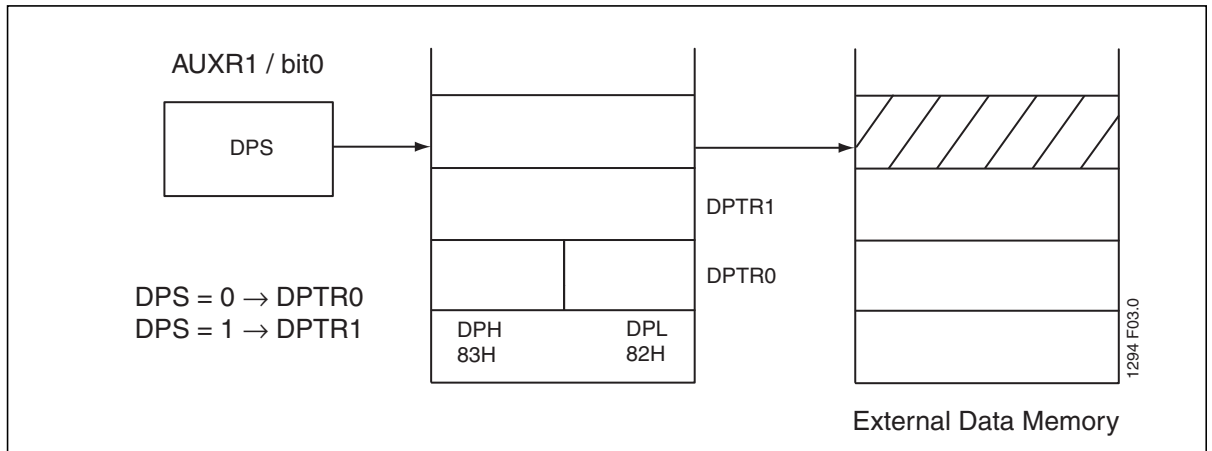 AUXR1 / bit0
DPS
DPTR1
DPTR0
DPS = 0 → DPTR0
DPS = 1 → DPTR1
DPH
83H
DPL
82H
1294 F03.0
External Data Memory